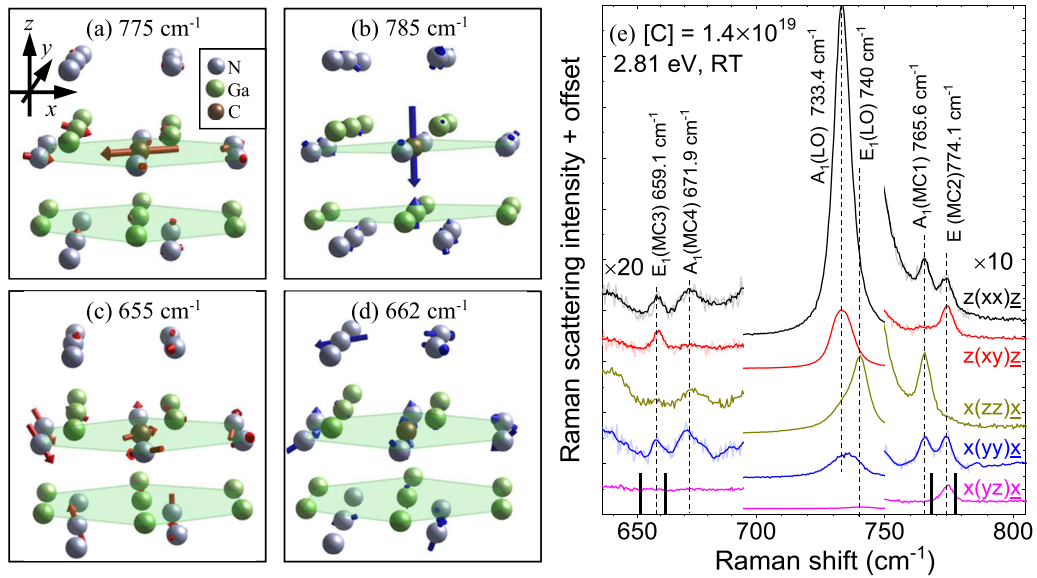 (a) 775 cm⁻¹
z
y
x
N
Ga
C
(b) 785 cm⁻¹
(c) 655 cm⁻¹
(d) 662 cm⁻¹
(e) [C] = 1.4×10¹⁹
2.81 eV, RT
Raman scattering intensity + offset
×20
E₁(MC3) 659.1 cm⁻¹
A₁(MC4) 671.9 cm⁻¹
A₁(LO) 733.4 cm⁻¹
E₁(LO) 740 cm⁻¹
A₁(MC1) 765.6 cm⁻¹
E (MC2)774.1 cm⁻¹
×10
z(xx)z
z(xy)z
x(zz)x
x(yy)x
x(yz)x
650 700 750 800
Raman shift (cm⁻¹)